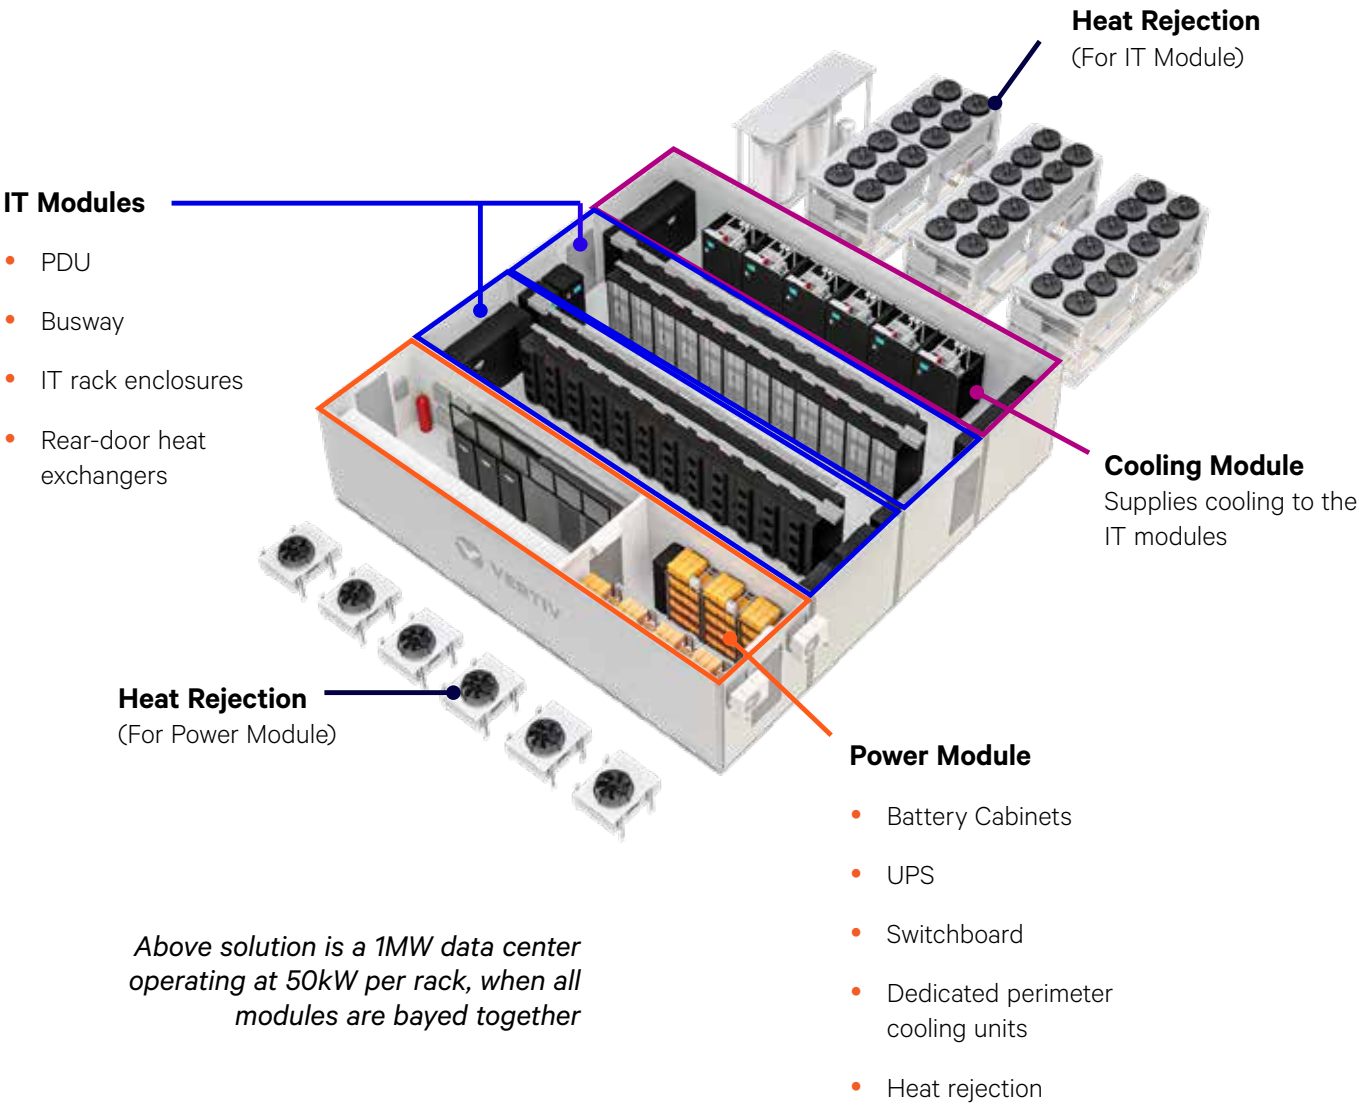 Heat Rejection
(For IT Module)
IT Modules
• PDU
• Busway
• IT rack enclosures
• Rear-door heat
exchangers
Cooling Module
Supplies cooling to the
IT modules
VERTIV
Heat Rejection
(For Power Module)
Power Module
• Battery Cabinets
• UPS
• Switchboard
• Dedicated perimeter
cooling units
• Heat rejection
Above solution is a 1MW data center
operating at 50kW per rack, when all
modules are bayed together